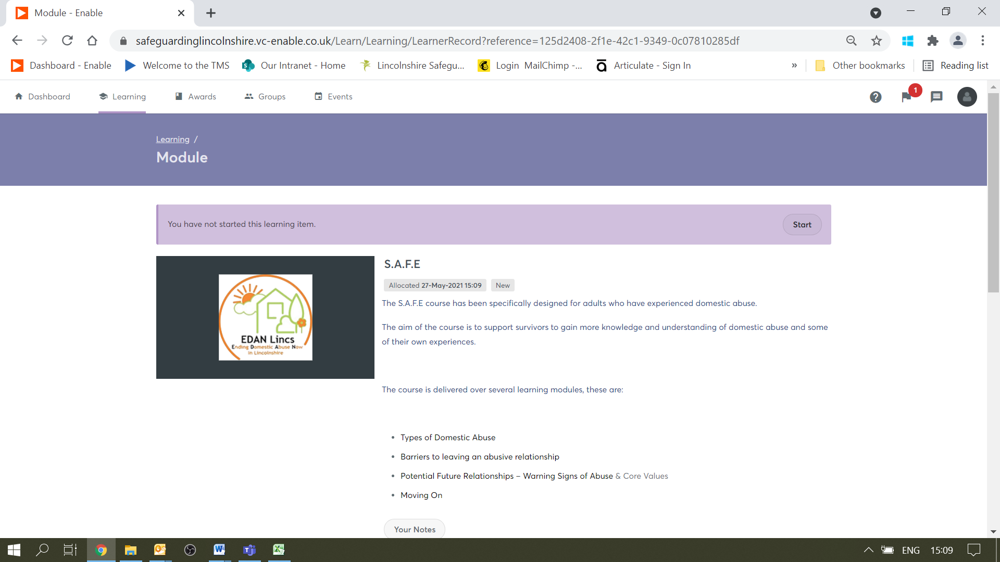 Module - Enable
safeguardinglincolnshire.vc-enable.co.uk/Learn/Learning/LearnerRecord?reference=125d2408-2f1e-42c1-9349-0c07810285df
Dashboard - Enable
Welcome to the TMS
Our Intranet - Home
Lincolnshire Safegu...
Login MailChimp -...
Articulate - Sign In
»
Other bookmarks
Reading list
Dashboard
Learning
Awards
Groups
Events
1
Learning /
Module
You have not started this learning item.
Start
EDAN Lincs
Ending Domestic Abuse Now
in Lincolnshire
S.A.F.E
Allocated 27-May-2021 15:09
New
The S.A.F.E course has been specifically designed for adults who have experienced domestic abuse.
The aim of the course is to support survivors to gain more knowledge and understanding of domestic abuse and some
of their own experiences.
The course is delivered over several learning modules, these are:
• Types of Domestic Abuse
• Barriers to leaving an abusive relationship
• Potential Future Relationships – Warning Signs of Abuse & Core Values
• Moving On
Your Notes
ENG
15:09